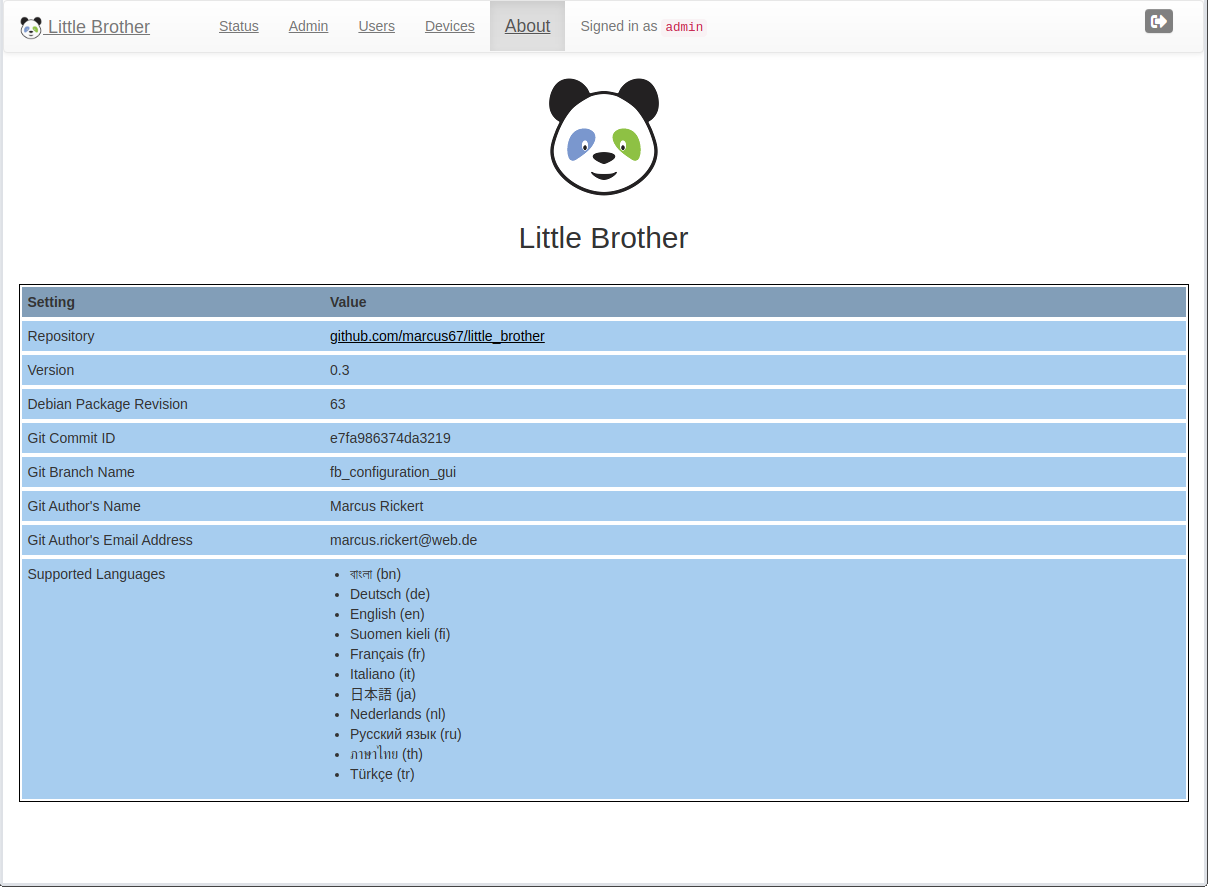 Little Brother Status Admin Users Devices About Signed in as admin
Little Brother
Setting Value
Repository github.com/marcus67/little_brother
Version 0.3
Debian Package Revision 63
Git Commit ID e7fa986374da3219
Git Branch Name fb_configuration_gui
Git Author's Name Marcus Rickert
Git Author's Email Address marcus.rickert@web.de
Supported Languages • বাংলা (bn)
• Deutsch (de)
• English (en)
• Suomen kieli (fi)
• Français (fr)
• Italiano (it)
• 日本語 (ja)
• Nederlands (nl)
• Русский язык (ru)
• ภาษาไทย (th)
• Türkçe (tr)